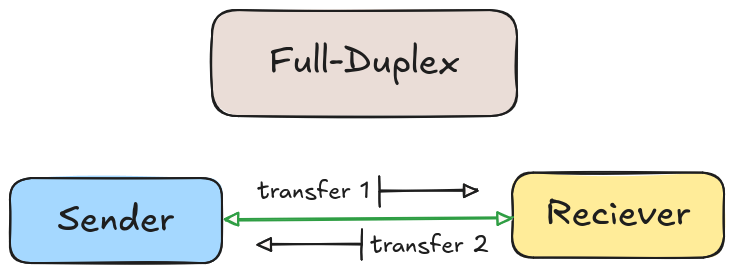 Full-Duplex
transfer 1
Sender
Reciever
transfer 2